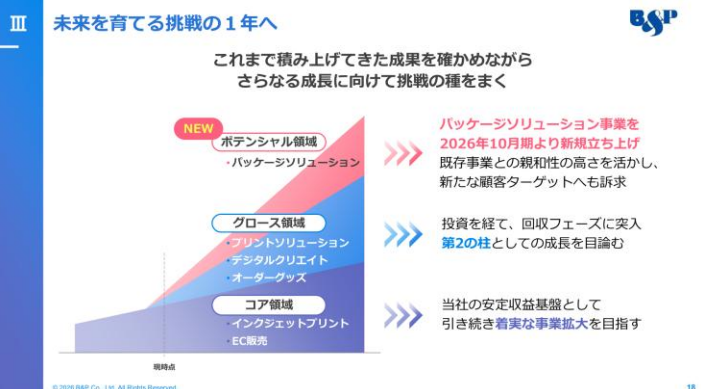 Ⅲ
未来を育てる挑戦の１年へ
B&P
これまで積み上げてきた成果を確かめながら
さらなる成長に向けて挑戦の種をまく
NEW
ポテンシャル領域
・パッケージソリューション
パッケージソリューション事業を
2026年10月期より新規立ち上げ
既存事業との親和性の高さを活かし、
新たな顧客ターゲットへも訴求
グロース領域
・プリントソリューション
・デジタルクリエイト
・オーダーグッズ
投資を経て、回収フェーズに突入
第2の柱としての成長を目論む
コア領域
・インクジェットプリント
・EC販売
当社の安定収益基盤として
引き続き着実な事業拡大を目指す
現時点
© 2026 B&P Co., Ltd. All Rights Reserved.
18